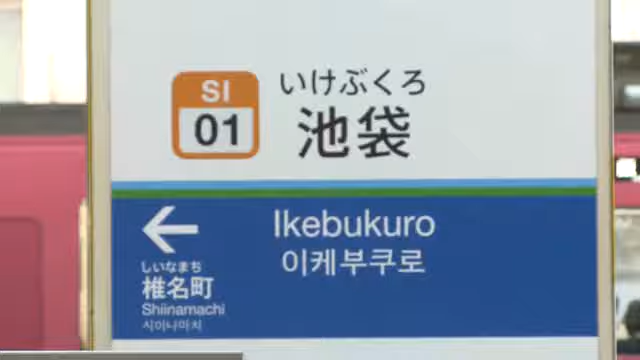 SI
01
いけぶくろ
池袋
Ikebukuro
이케부쿠로
しいなまち
椎名町
Shiinamachi
시이나마치